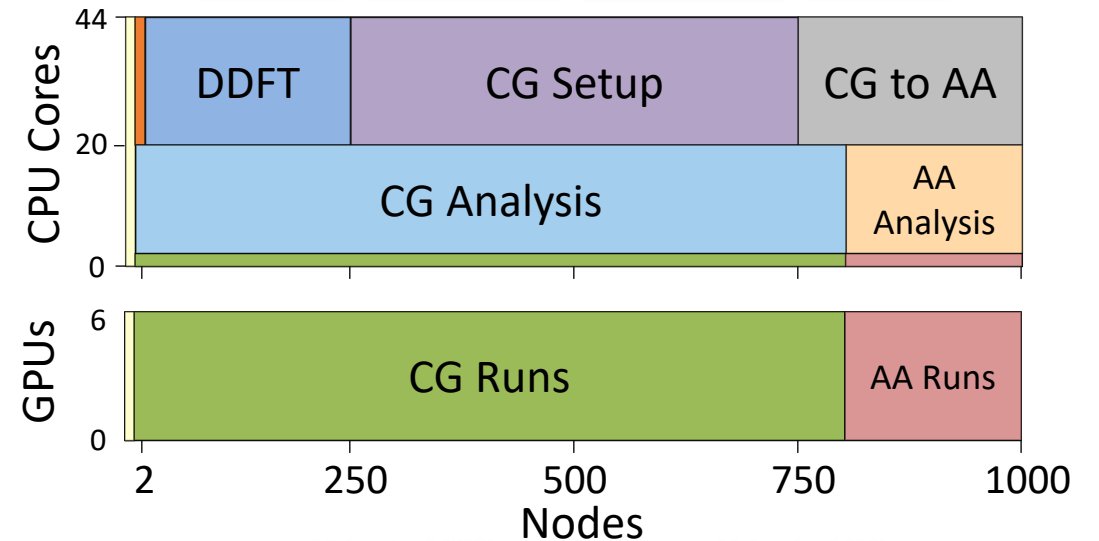 44
DDFT
CG Setup
CG to AA
CPU Cores
20
CG Analysis
AA
Analysis
0
6
GPUs
CG Runs
AA Runs
0
2
250
500
750
1000
Nodes